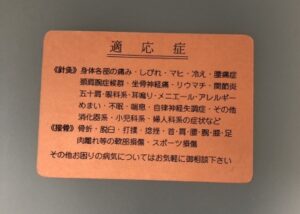 適応症
《針灸》身体各部の痛み・しびれ・マヒ・冷え・腰痛症
頚肩腕症候群・坐骨神経痛・リウマチ・関節炎
五十肩・眼科系・耳鳴り・メニエール・アレルギー
めまい・不眠・喘息・自律神経失調症・その他
消化器系・小児科系・婦人科系の症状など
《接骨》骨折・脱臼・打撲・捻挫・首・肩・腰・腕・膝・足
肉離れ等の軟部損傷・スポーツ損傷
その他お困りの病気についてはお気軽に御相談下さい